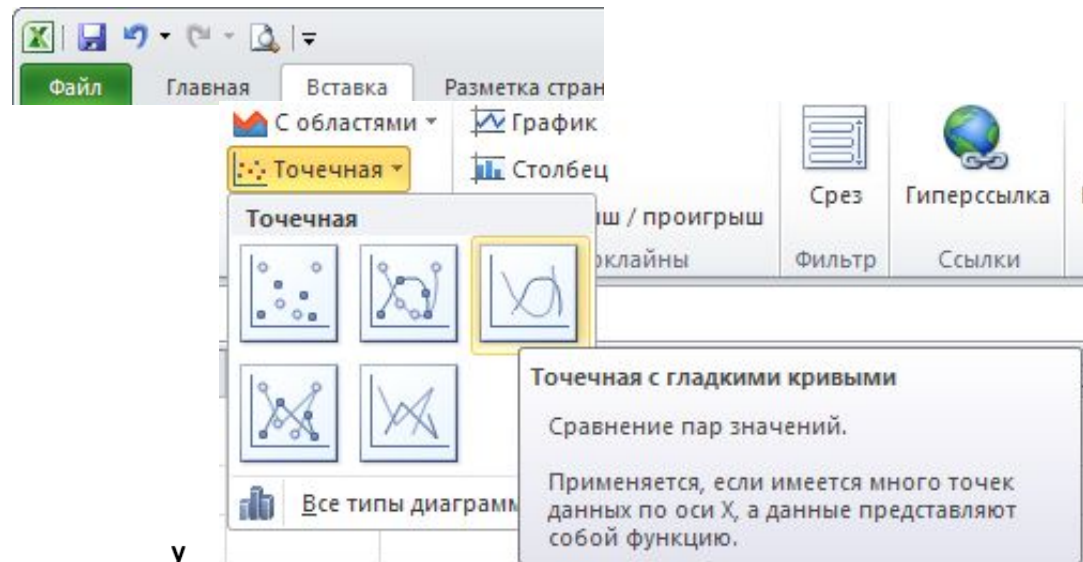 Файл Главная Вставка Разметка стран
С областями График
Точечная Столбец
Срез Гиперссылка
Точечная
иш / проигрыш
Фильтр Ссылки
Точечная с гладкими кривыми
Сравнение пар значений.
Применяется, если имеется много точек
данных по оси X, а данные представляют
собой функцию.
Все типы диаграмм
у